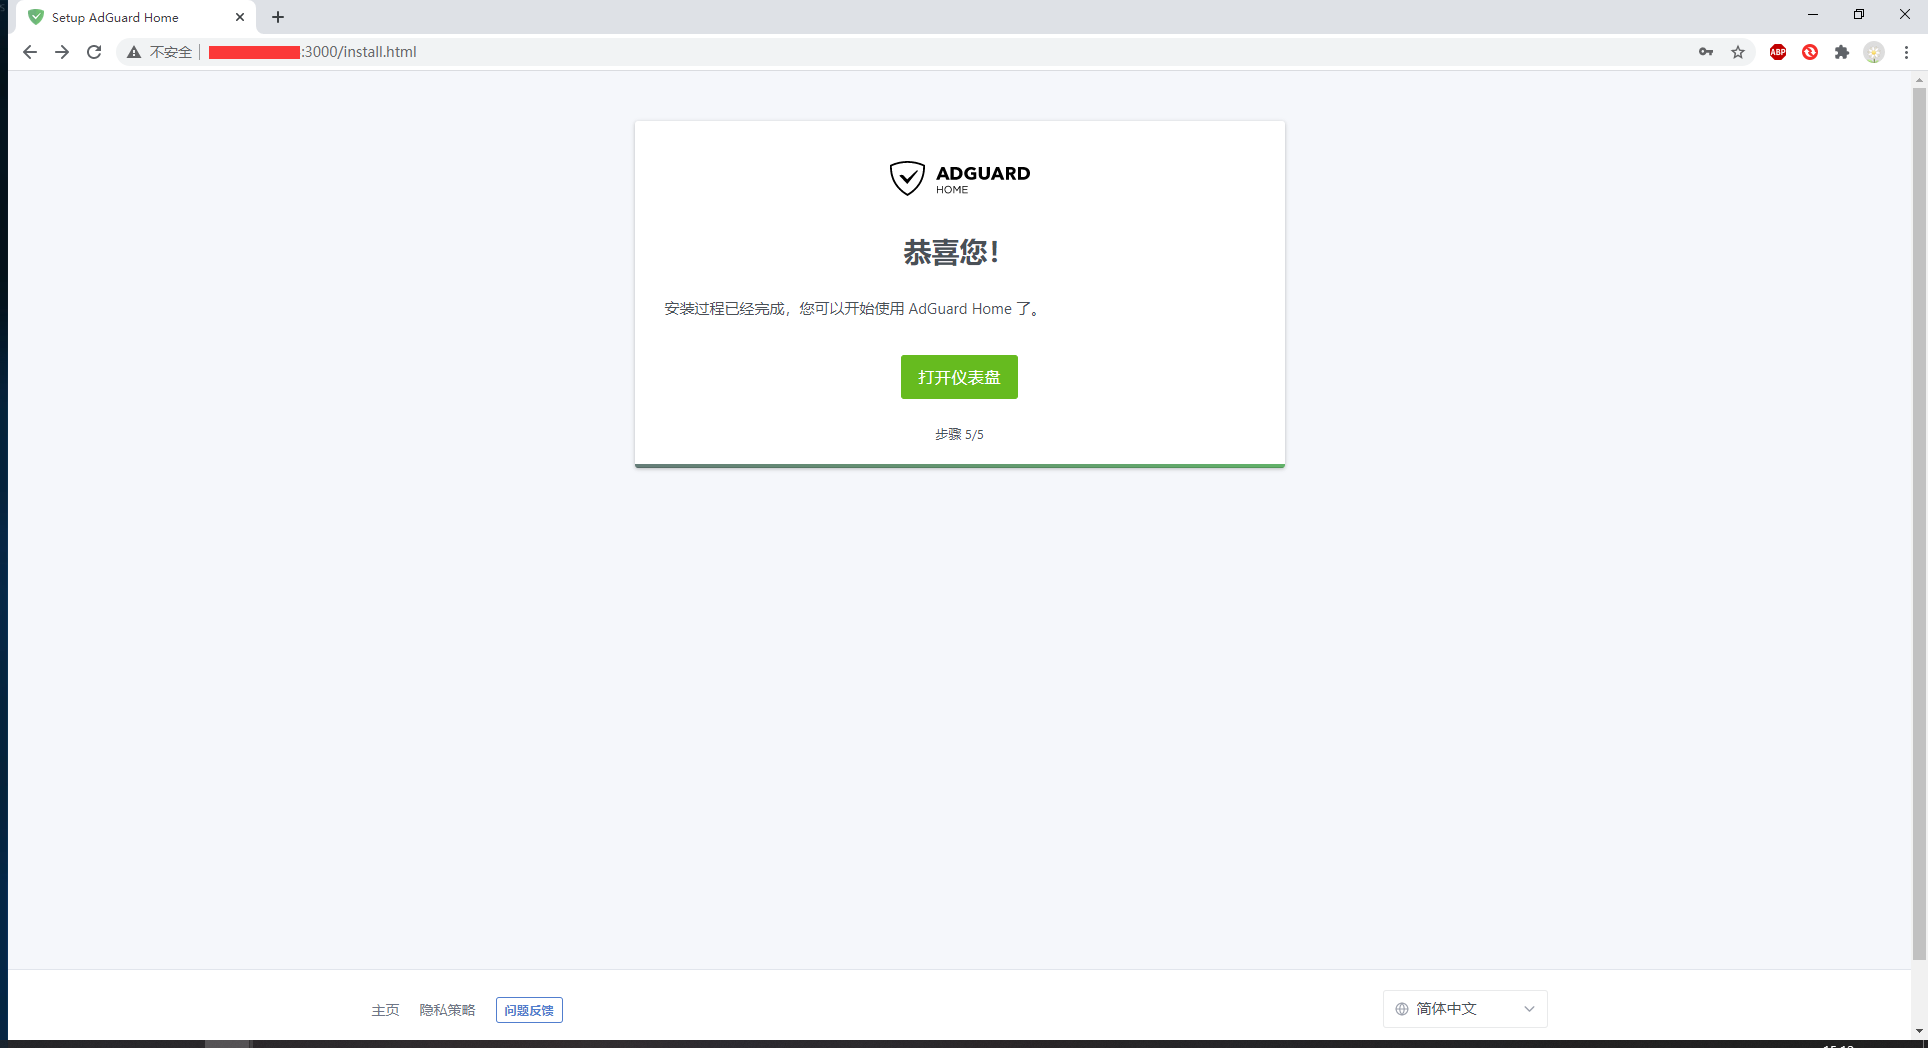 Setup AdGuard Home
不安全
:3000/install.html
ABP
ADGUARD
HOME
恭喜您！
安装过程已经完成，您可以开始使用 AdGuard Home 了。
打开仪表盘
步骤 5/5
主页 隐私策略 问题反馈
简体中文